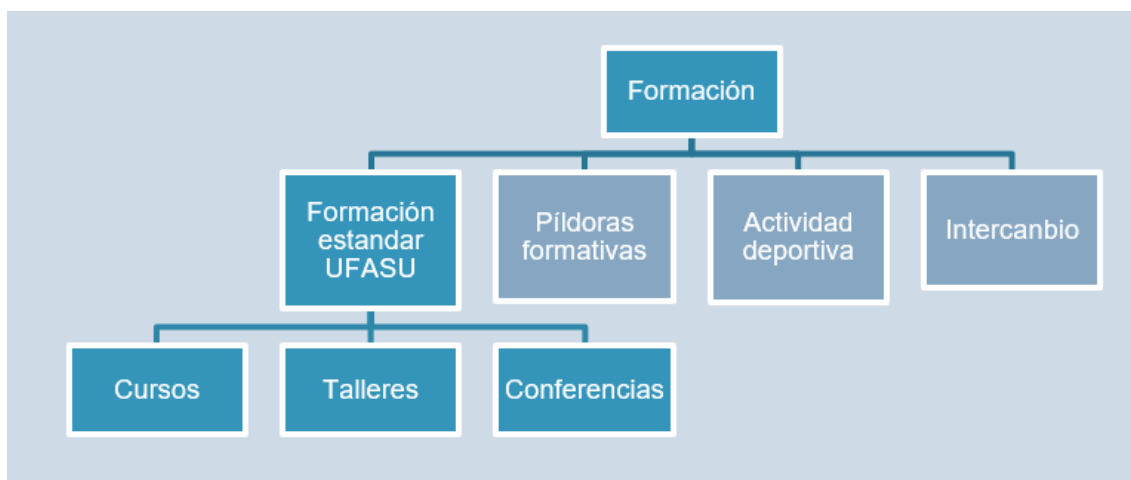 Formación
Formación
estandar
UFASU
Píldoras
formativas
Actividad
deportiva
Intercanbio
Cursos
Talleres
Conferencias